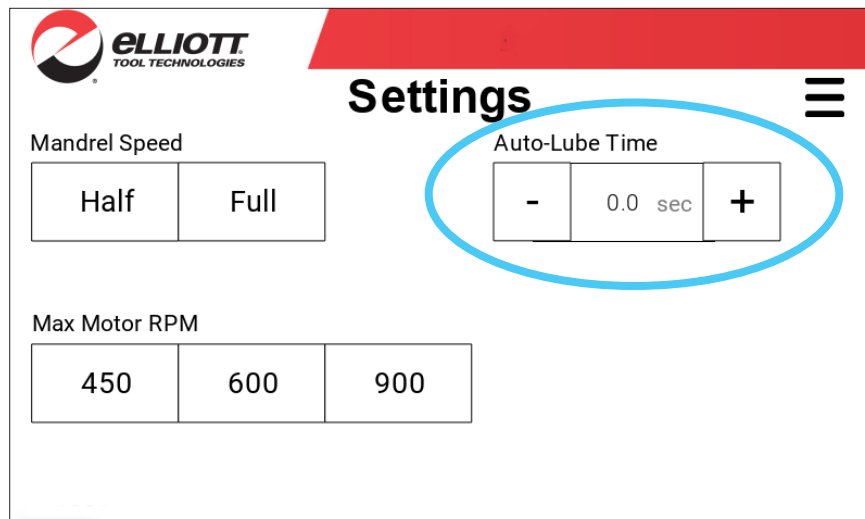 eLLIOTT
TOOL TECHNOLOGIES
Settings
Mandrel Speed
Half Full
Auto-Lube Time
- 0.0 sec +
Max Motor RPM
450 600 900